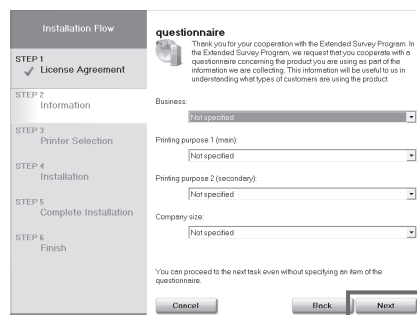 Installation Flow
STEP 1
License Agreement
STEP 2
Information
STEP 3
Printer Selection
STEP 4
Installation
STEP 5
Complete Installation
STEP 6
Finish
questionnaire
Thank you for your cooperation with the Extended Survey Program. In
the Extended Survey Program, we request that you cooperate with a
questionnaire concerning the product you are using as part of the
information we are collecting. This information will be useful to us in
understanding what types of customers are using the product.
Business:
Not specified
Printing purpose 1 (main):
Not specified
Printing purpose 2 (secondary):
Not specified
Company size:
Not specified
You can proceed to the next task even without specifying an item of the
questionnaire.
Cancel
Back
Next